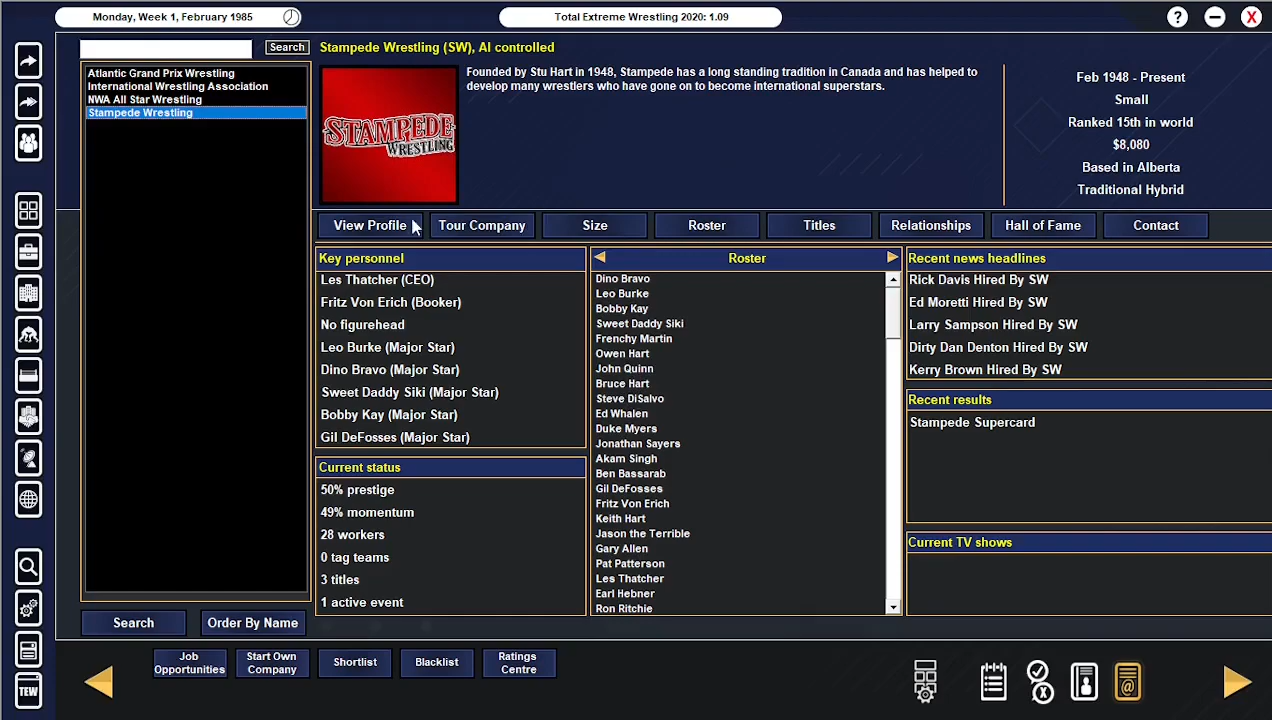 Monday, Week 1, February 1985
Total Extreme Wrestling 2020: 1.09
?
X
Search
Stampede Wrestling (SW), AI controlled
Atlantic Grand Prix Wrestling
International Wrestling Association
NWA All Star Wrestling
Stampede Wrestling
STAMPEDE
WRESTLING
Founded by Stu Hart in 1948, Stampede has a long standing tradition in Canada and has helped to
develop many wrestlers who have gone on to become international superstars.
Feb 1948 - Present
Small
Ranked 15th in world
$8,080
Based in Alberta
Traditional Hybrid
View Profile
Tour Company
Size
Roster
Titles
Relationships
Hall of Fame
Contact
Key personnel
Les Thatcher (CEO)
Fritz Von Erich (Booker)
No figurehead
Leo Burke (Major Star)
Dino Bravo (Major Star)
Sweet Daddy Siki (Major Star)
Bobby Kay (Major Star)
Gil DeFosses (Major Star)
Current status
50% prestige
49% momentum
28 workers
0 tag teams
3 titles
1 active event
Roster
Dino Bravo
Leo Burke
Bobby Kay
Sweet Daddy Siki
Frenchy Martin
Owen Hart
John Quinn
Bruce Hart
Steve DiSalvo
Ed Whalen
Duke Myers
Jonathan Sayers
Akam Singh
Ben Bassarab
Gil DeFosses
Fritz Von Erich
Keith Hart
Jason the Terrible
Gary Allen
Pat Patterson
Les Thatcher
Earl Hebner
Ron Ritchie
Recent news headlines
Rick Davis Hired By SW
Ed Moretti Hired By SW
Larry Sampson Hired By SW
Dirty Dan Denton Hired By SW
Kerry Brown Hired By SW
Recent results
Stampede Supercard
Current TV shows
Search
Order By Name
TEW
Job
Opportunities
Start Own
Company
Shortlist
Blacklist
Ratings
Centre
@